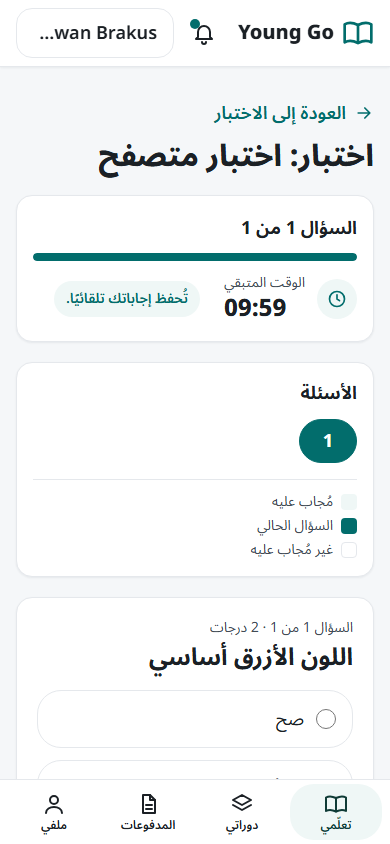 Young Go
...wan Brakus
العودة إلى الاختبار
اختبار: اختبار متصفح
السؤال 1 من 1
الوقت المتبقي
09:59
تُحفظ إجاباتك تلقائيًا.
الأسئلة
1
مُجاب عليه
السؤال الحالي
غير مُجاب عليه
السؤال 1 من 1 · 2 درجات
اللون الأزرق أساسي
صح
تعلّمي
دوراتي
المدفوعات
ملفي